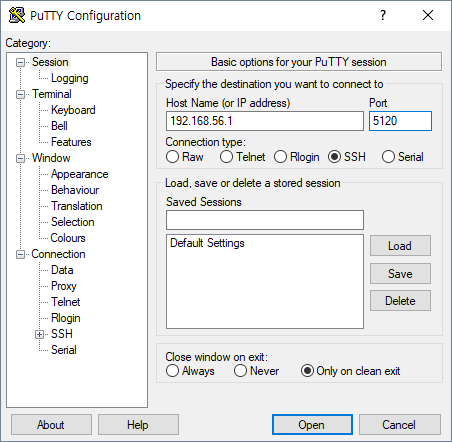 PuTTY Configuration
Category:
Session
Logging
Terminal
Keyboard
Bell
Features
Window
Appearance
Behaviour
Translation
Selection
Colours
Connection
Data
Proxy
Telnet
Rlogin
SSH
Serial
Basic options for your PuTTY session
Specify the destination you want to connect to
Host Name (or IP address) Port
192.168.56.1 5120
Connection type:
Raw Telnet Rlogin SSH Serial
Load, save or delete a stored session
Saved Sessions
Default Settings
Load
Save
Delete
Close window on exit:
Always Never Only on clean exit
About Help Open Cancel